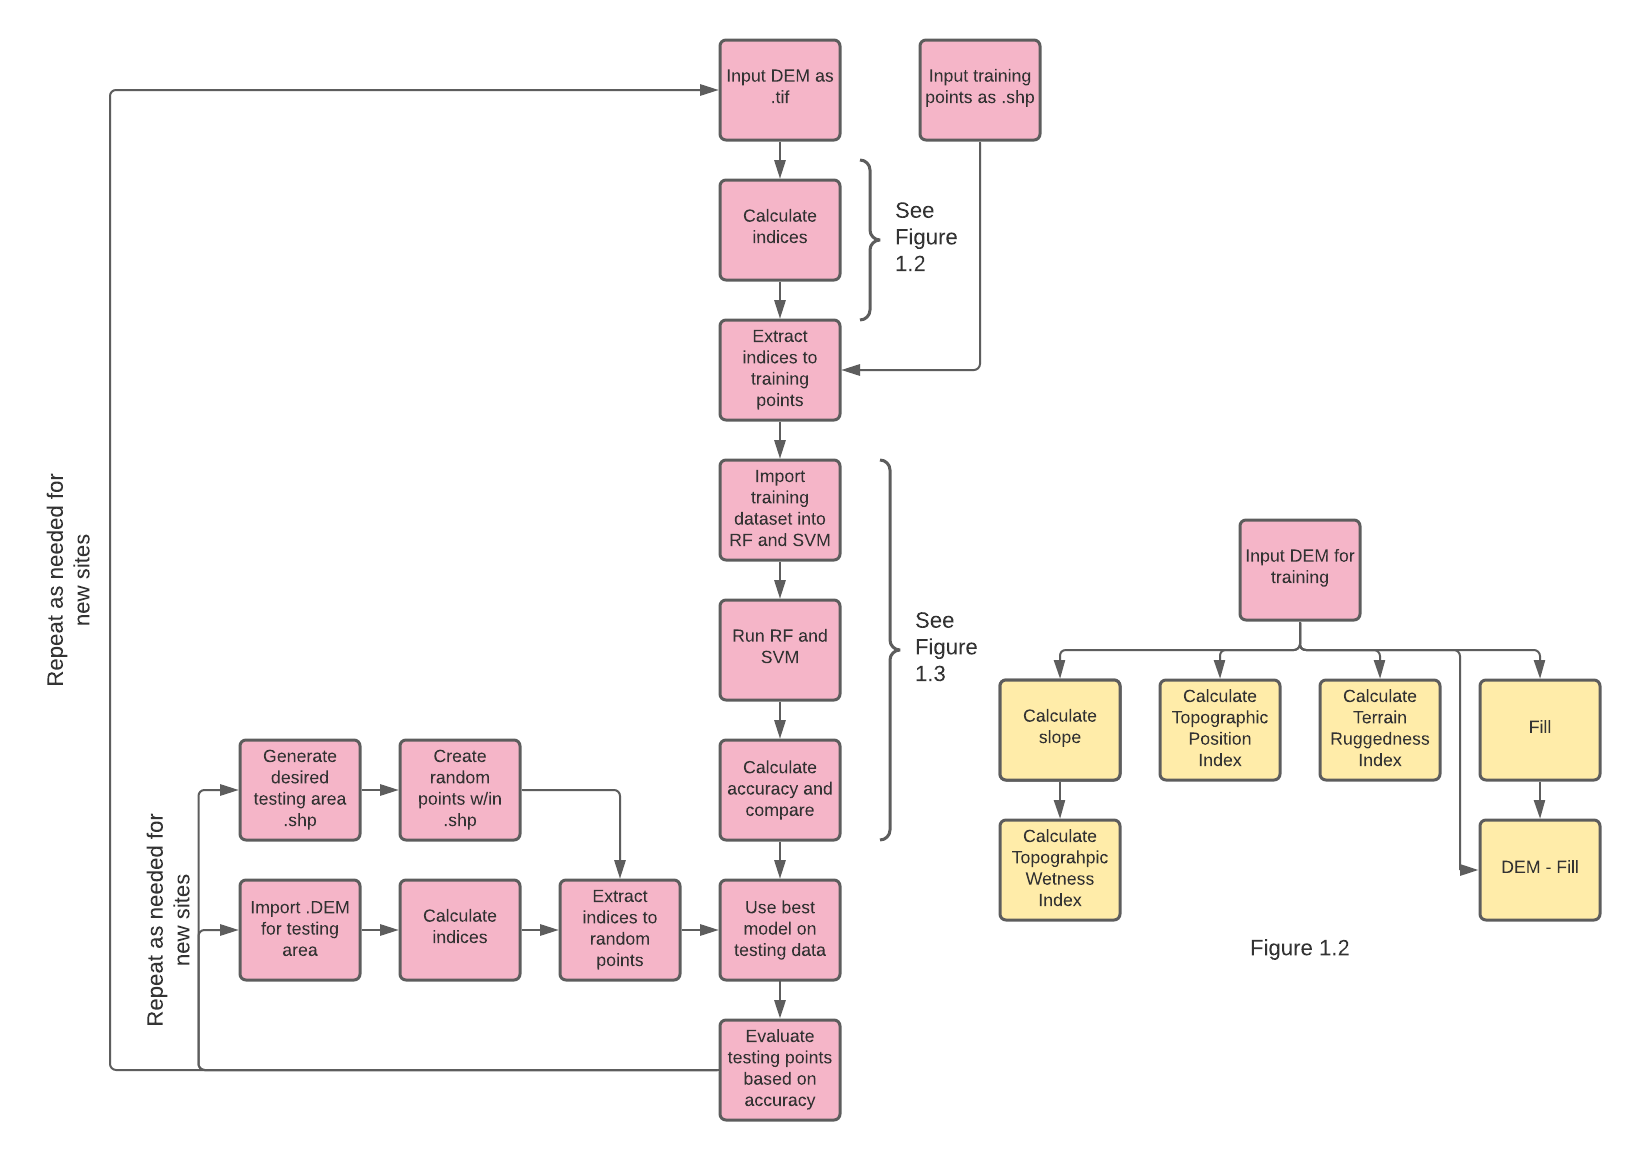 Input DEM as
.tif
Input training
points as .shp
Calculate
indices
See
Figure
1.2
Extract
indices to
training
points
Import
training
dataset into
RF and SVM
Run RF and
SVM
See
Figure
1.3
Calculate
accuracy and
compare
Generate
desired
testing area
.shp
Create
random
points w/in
.shp
Import .DEM
for testing
area
Calculate
indices
Extract
indices to
random
points
Use best
model on
testing data
Evaluate
testing points
based on
accuracy
Repeat as needed for
new sites
Repeat as needed for
new sites
Input DEM for
training
Calculate
slope
Calculate
Topographic
Position
Index
Calculate
Terrain
Ruggedness
Index
Fill
Calculate
Topograhpic
Wetness
Index
DEM - Fill
Figure 1.2